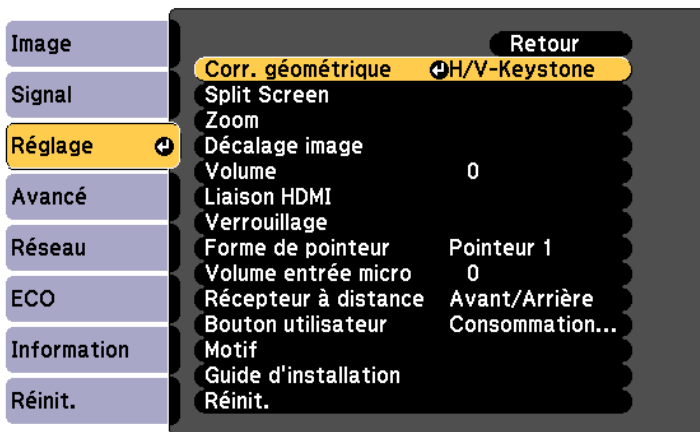 Image
Signal
Réglage
Avancé
Réseau
ECO
Information
Réinit.
Retour
Corr. géométrique H/V-Keystone
Split Screen
Zoom
Décalage image
Volume 0
Liaison HDMI
Verrouillage
Forme de pointeur Pointeur 1
Volume entrée micro 0
Récepteur à distance Avant/Arrière
Bouton utilisateur Consommation...
Motif
Guide d'installation
Réinit.